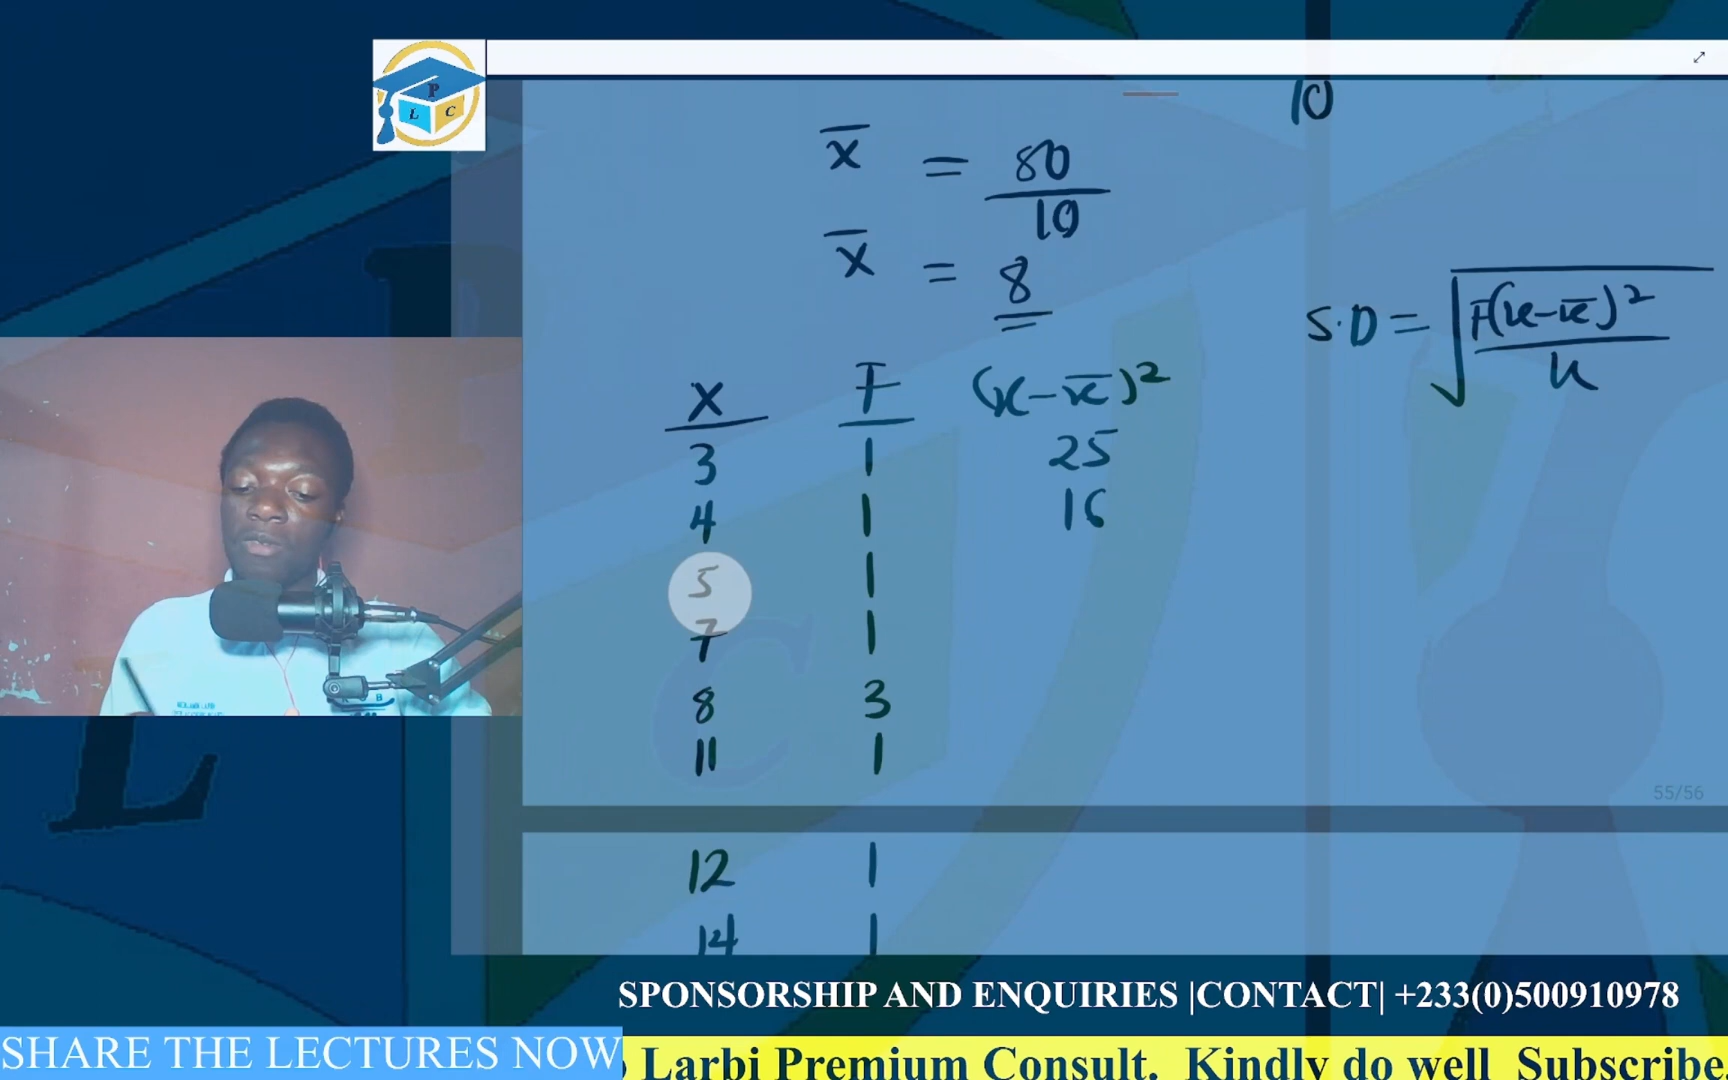 P
L C
10
x̄ = 80/10
x̄ = 8
S.D = √(F(x-x̄)²/n)
X F (x-x̄)²
3 1 25
4 1 16
5 1
7 1
8 3
11 1
55/56
12 1
14 1
SPONSORSHIP AND ENQUIRIES |CONTACT| +233(0)500910978
SHARE THE LECTURES NOW
Larbi Premium Consult. Kindly do well Subscribe